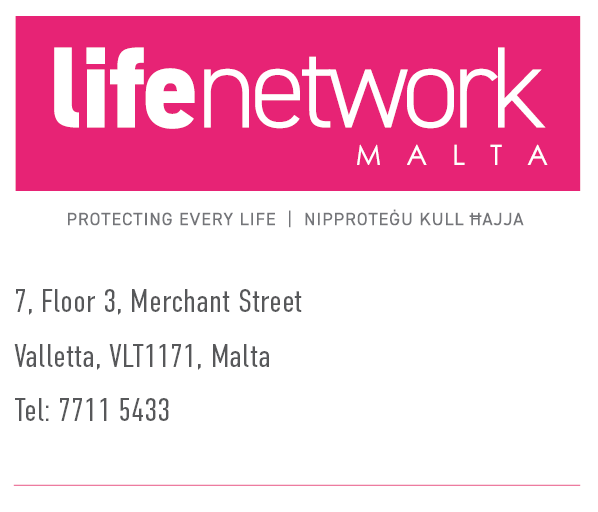 lifenetwork
MALTA
PROTECTING EVERY LIFE | NIPPROTEĠU KULL ĦAJJA
7, Floor 3, Merchant Street
Valletta, VLT1171, Malta
Tel: 7711 5433